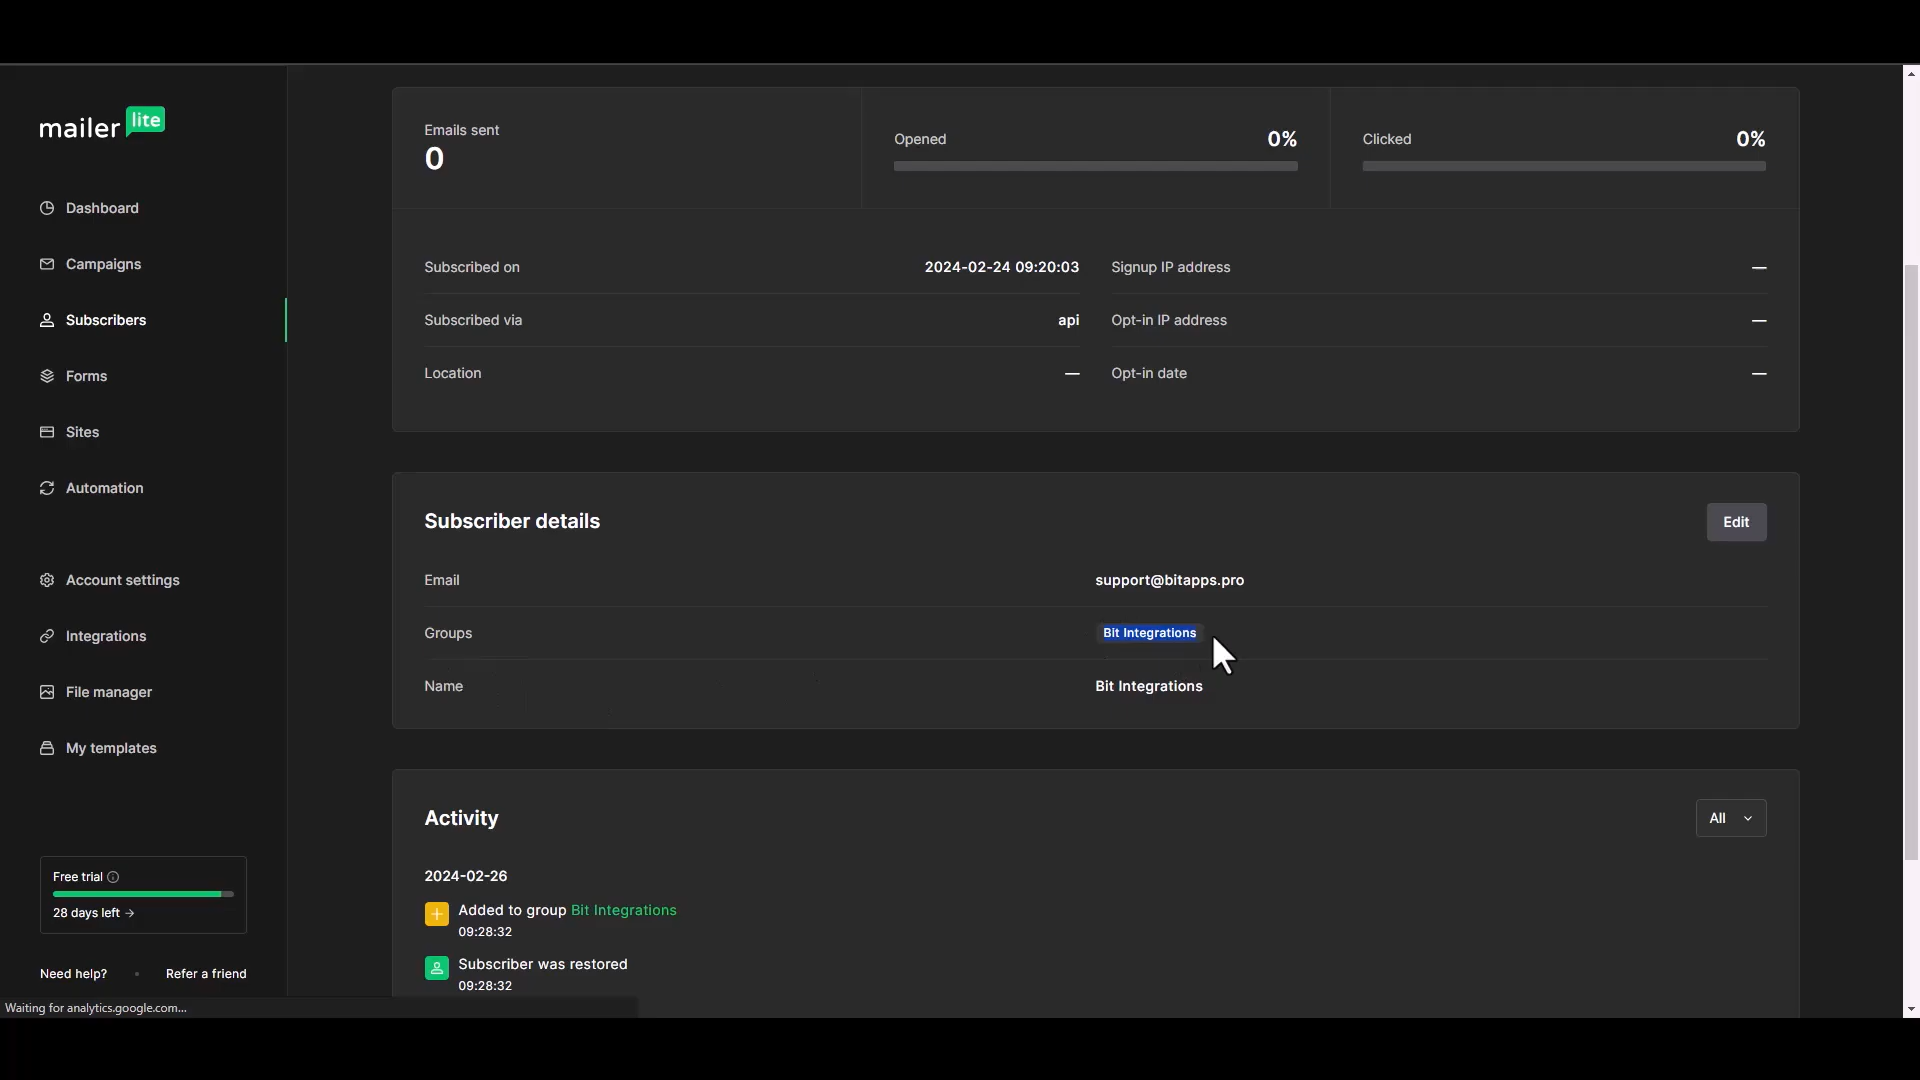 mailer lite
Dashboard
Campaigns
Subscribers
Forms
Sites
Automation
Account settings
Integrations
File manager
My templates
Free trial
28 days left →
Need help? • Refer a friend
Waiting for analytics.google.com...
Emails sent
0
Opened 0%
Clicked 0%
Subscribed on 2024-02-24 09:20:03
Signup IP address —
Subscribed via api
Opt-in IP address —
Location —
Opt-in date —
Subscriber details
Edit
Email support@bitapps.pro
Groups Bit Integrations
Name Bit Integrations
Activity
All
2024-02-26
Added to group Bit Integrations
09:28:32
Subscriber was restored
09:28:32